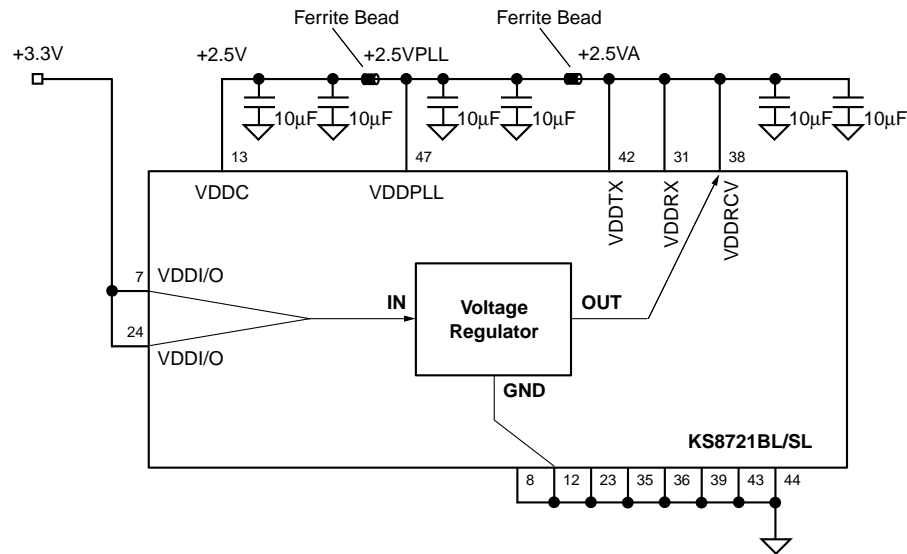 Ferrite Bead
Ferrite Bead
+3.3V
+2.5V
+2.5VPLL
+2.5VA
10μF
10μF
10μF
10μF
10μF
10μF
13
47
42
31
38
VDDC
VDDPLL
VDDTX
VDDRX
VDDRCV
7
VDDI/O
IN
Voltage
Regulator
OUT
24
VDDI/O
GND
KS8721BL/SL
8
12
23
35
36
39
43
44